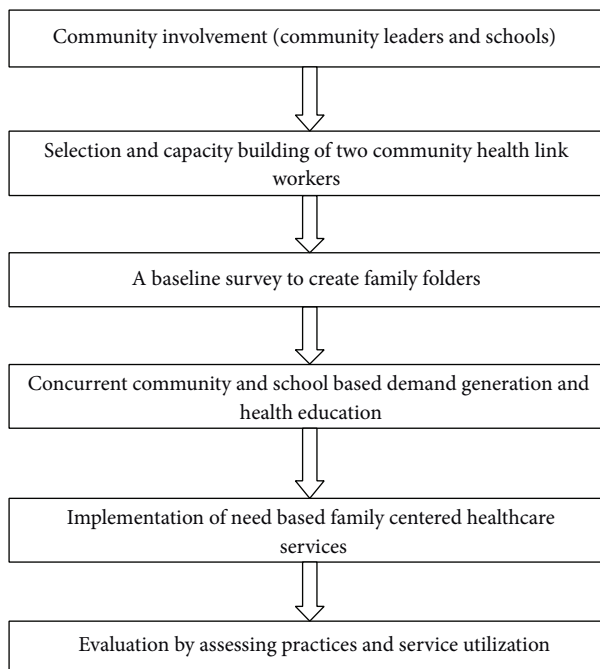 Community involvement (community leaders and schools)
Selection and capacity building of two community health link
workers
A baseline survey to create family folders
Concurrent community and school based demand generation and
health education
Implementation of need based family centered healthcare
services
Evaluation by assessing practices and service utilization